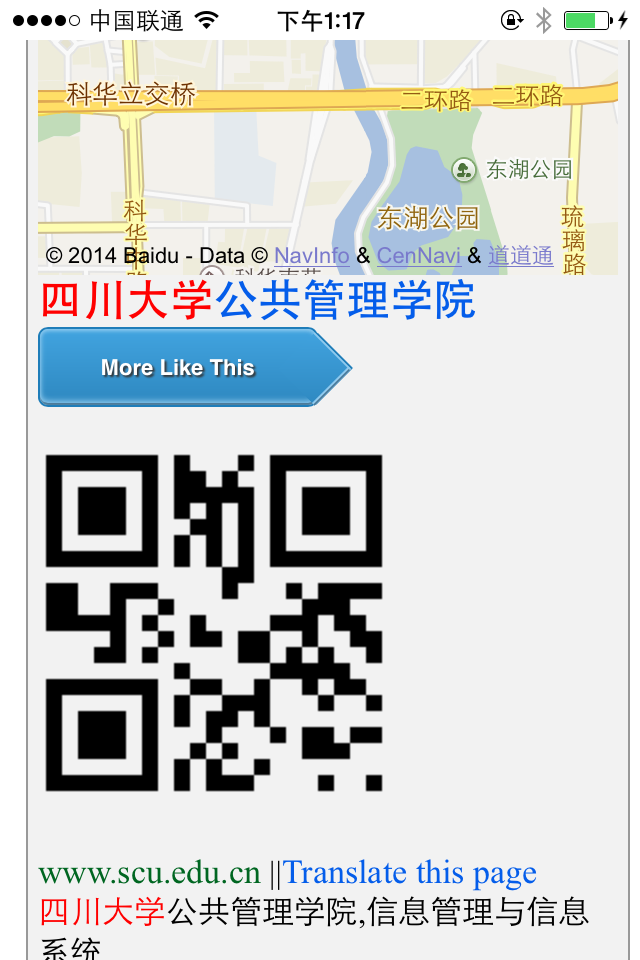 中国联通 下午1:17
科华立交桥
二环路 二环路
东湖公园
东湖公园
科华
琉璃路
© 2014 Baidu - Data © NavInfo & CenNavi & 道道通
四川大学公共管理学院
More Like This
www.scu.edu.cn ||Translate this page
四川大学公共管理学院,信息管理与信息
系统